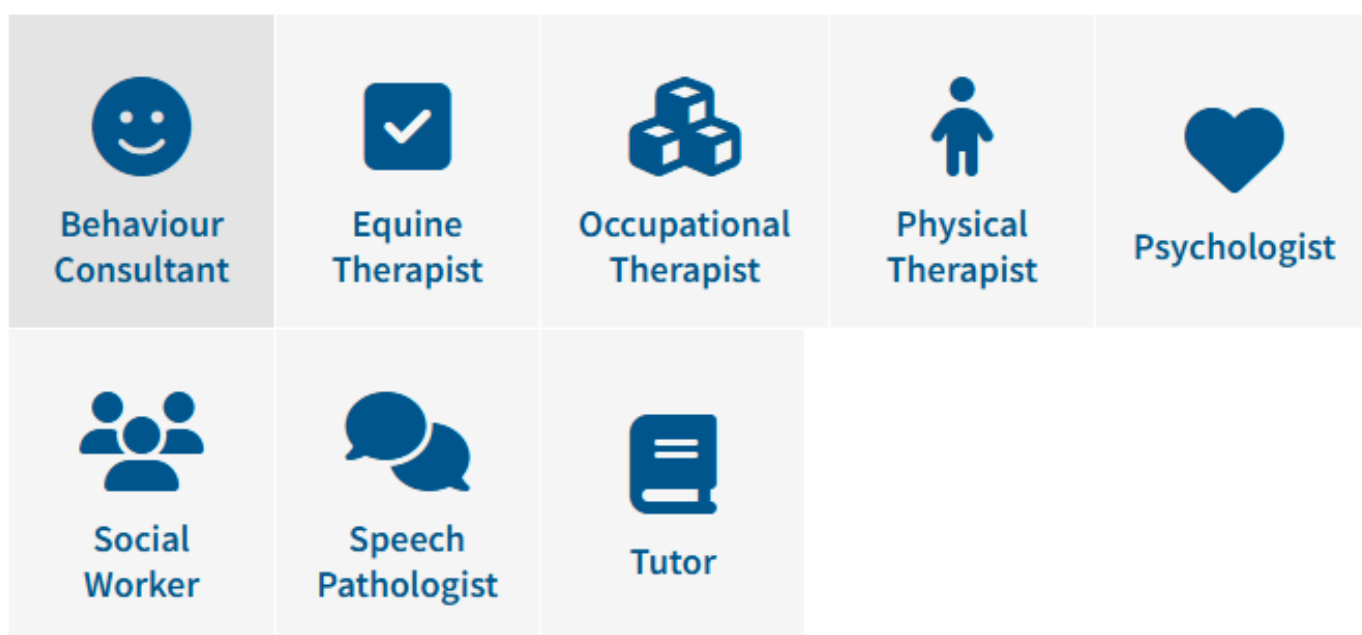 Behaviour
Consultant
Equine
Therapist
Occupational
Therapist
Physical
Therapist
Psychologist
Social
Worker
Speech
Pathologist
Tutor